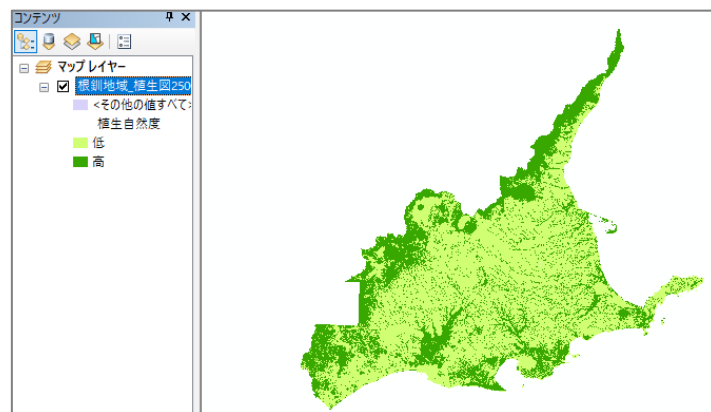 コンテンツ
マップ レイヤー
根釧地域_植生図2500
<その他の値すべて>
植生自然度
低
高